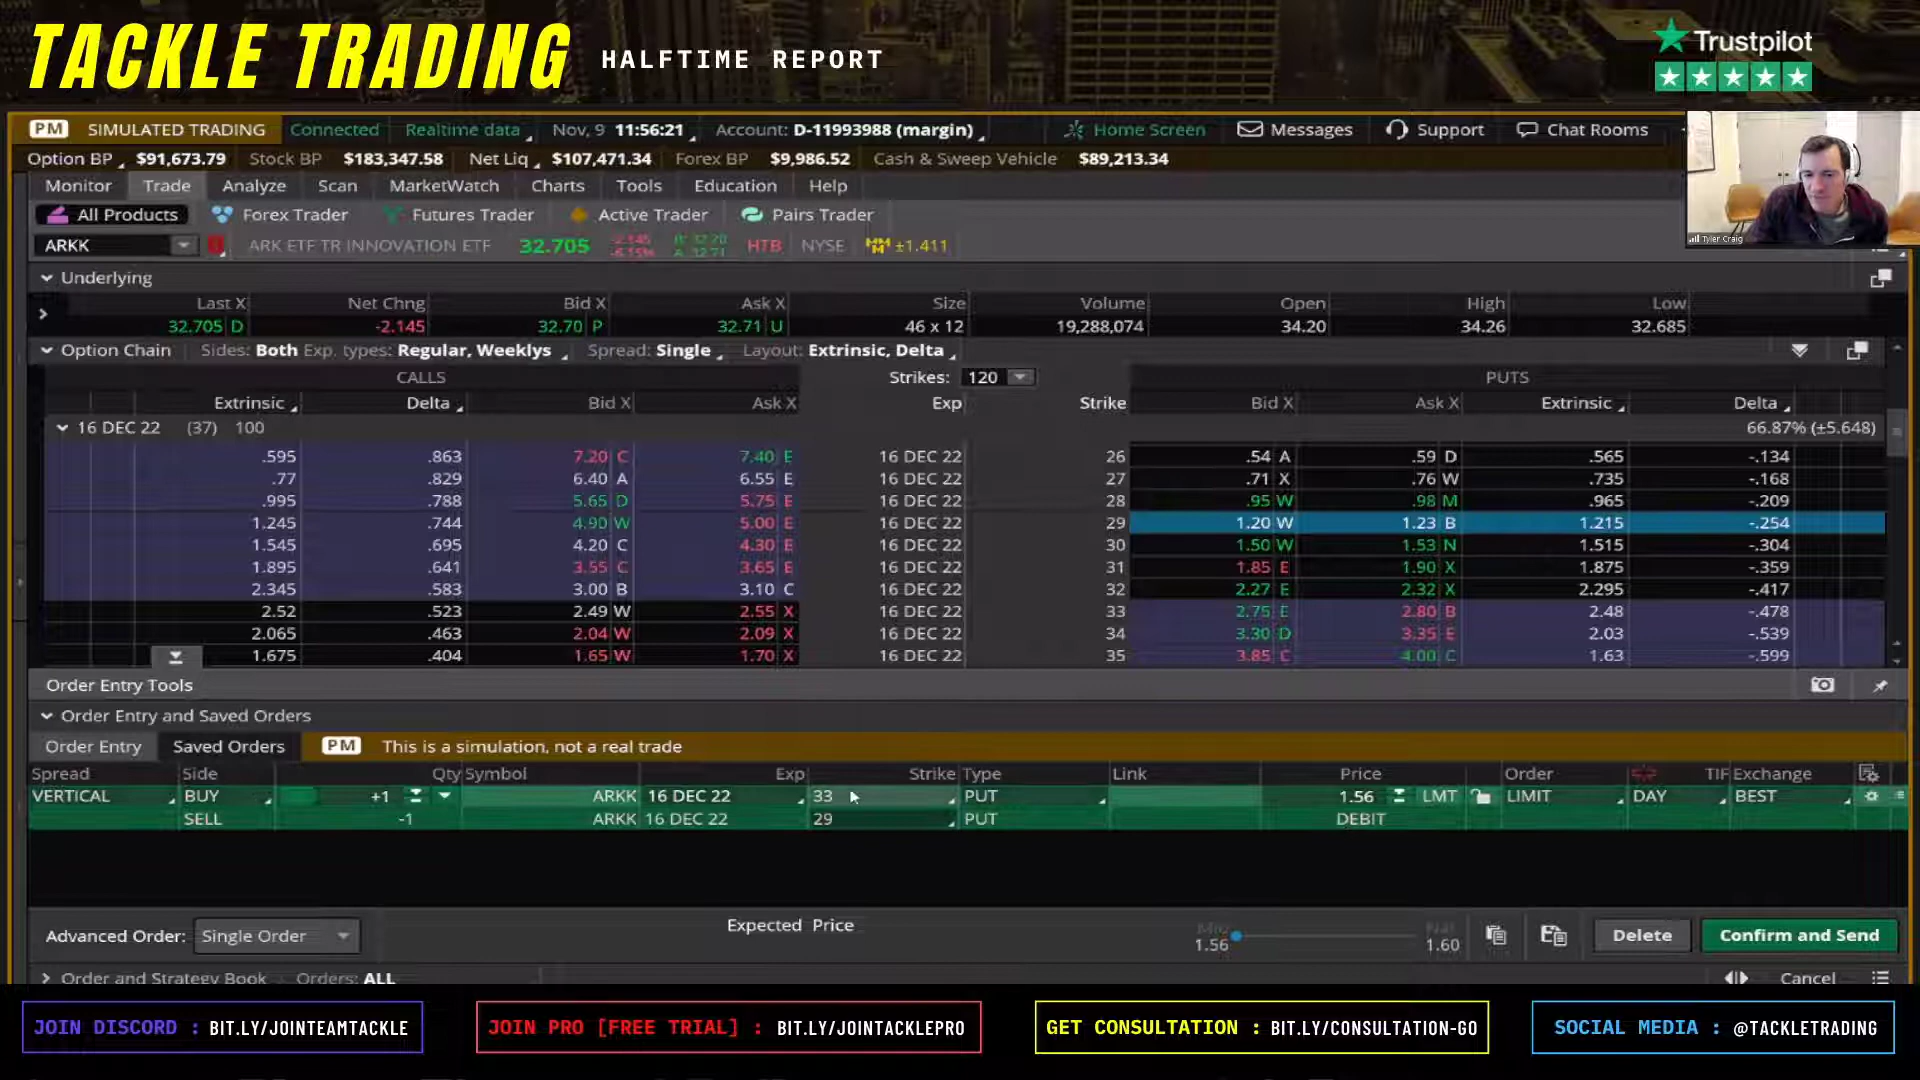 TACKLE TRADING HALFTIME REPORT
Trustpilot
PM SIMULATED TRADING Connected Realtime data Nov, 9 11:56:21 Account: D-11993988 (margin) Home Screen Messages Support Chat Rooms
Option BP $91,673.79 Stock BP $183,347.58 Net Liq $107,471.34 Forex BP $9,986.52 Cash & Sweep Vehicle $89,213.34
Monitor Trade Analyze Scan MarketWatch Charts Tools Education Help
All Products Forex Trader Futures Trader Active Trader Pairs Trader
Tyler Craig
ARKK ARK ETF TR INNOVATION ETF 32.705 -2.145 -6.15% B: 32.70 A: 32.71 HTB NYSE ±1.411
Underlying
Last X Net Chng Bid X Ask X Size Volume Open High Low
32.705 D -2.145 32.70 P 32.71 U 46 x 12 19,288,074 34.20 34.26 32.685
Option Chain Sides: Both Exp. types: Regular, Weeklys Spread: Single Layout: Extrinsic, Delta
CALLS Strikes: 120 PUTS
Extrinsic Delta Bid X Ask X Exp Strike Bid X Ask X Extrinsic Delta
16 DEC 22 (37) 100 66.87% (±5.648)
.595 .863 7.20 C 7.40 E 16 DEC 22 26 .54 A .59 D .565 -.134
.77 .829 6.40 A 6.55 E 16 DEC 22 27 .71 X .76 W .735 -.168
.995 .788 5.65 D 5.75 E 16 DEC 22 28 .95 W .98 M .965 -.209
1.245 .744 4.90 W 5.00 E 16 DEC 22 29 1.20 W 1.23 B 1.215 -.254
1.545 .695 4.20 C 4.30 E 16 DEC 22 30 1.50 W 1.53 N 1.515 -.304
1.895 .641 3.55 C 3.65 E 16 DEC 22 31 1.85 E 1.90 X 1.875 -.359
2.345 .583 3.00 B 3.10 C 16 DEC 22 32 2.27 E 2.32 X 2.295 -.417
2.52 .523 2.49 W 2.55 X 16 DEC 22 33 2.75 E 2.80 B 2.48 -.478
2.065 .463 2.04 W 2.09 X 16 DEC 22 34 3.30 D 3.35 E 2.03 -.539
1.675 .404 1.65 W 1.70 X 16 DEC 22 35 3.85 C 4.00 C 1.63 -.599
Order Entry Tools
Order Entry and Saved Orders
Order Entry Saved Orders PM This is a simulation, not a real trade
Spread Side Qty Symbol Exp Strike Type Link Price Order TIF Exchange
VERTICAL BUY +1 ARKK 16 DEC 22 33 PUT 1.56 LMT LIMIT DAY BEST
SELL -1 ARKK 16 DEC 22 29 PUT DEBIT
Advanced Order: Single Order Expected Price 1.56 1.60 Delete Confirm and Send
Order and Strategy Book Orders: ALL Cancel
JOIN DISCORD : BIT.LY/JOINTEAMTACKLE JOIN PRO [FREE TRIAL] : BIT.LY/JOINTACKLEPRO GET CONSULTATION : BIT.LY/CONSULTATION-GO SOCIAL MEDIA : @TACKLETRADING